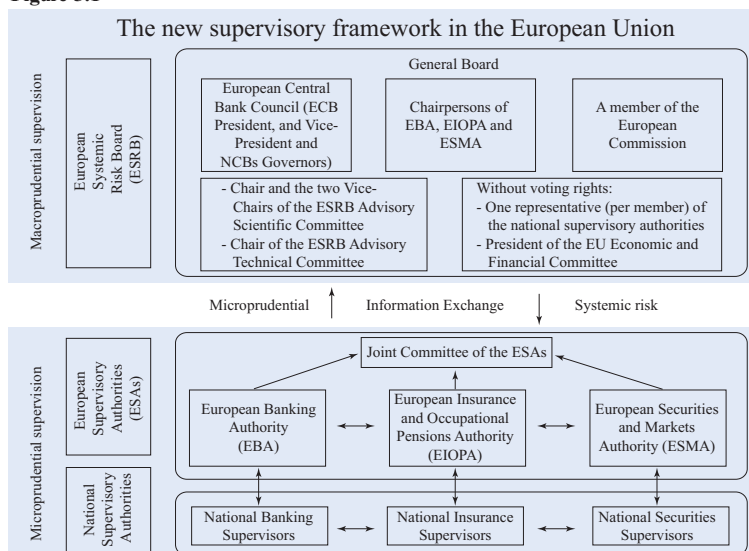 The new supervisory framework in the European Union
Macroprudential supervision
European
Systemic
Risk Board
(ESRB)
General Board
European Central
Bank Council (ECB
President, and Vice-
President and
NCBs Governors)
Chairpersons of
EBA, EIOPA and
ESMA
A member of the
European
Commission
- Chair and the two Vice-
Chairs of the ESRB Advisory
Scientific Committee
- Chair of the ESRB Advisory
Technical Committee
Without voting rights:
- One representative (per member) of
the national supervisory authorities
- President of the EU Economic and
Financial Committee
Microprudential
Information Exchange
Systemic risk
Microprudential supervision
European
Supervisory
Authorities
(ESAs)
Joint Committee of the ESAs
European Banking
Authority
(EBA)
European Insurance
and Occupational
Pensions Authority
(EIOPA)
European Securities
and Markets
Authority (ESMA)
National
Supervisory
Authorities
National Banking
Supervisors
National Insurance
Supervisors
National Securities
Supervisors